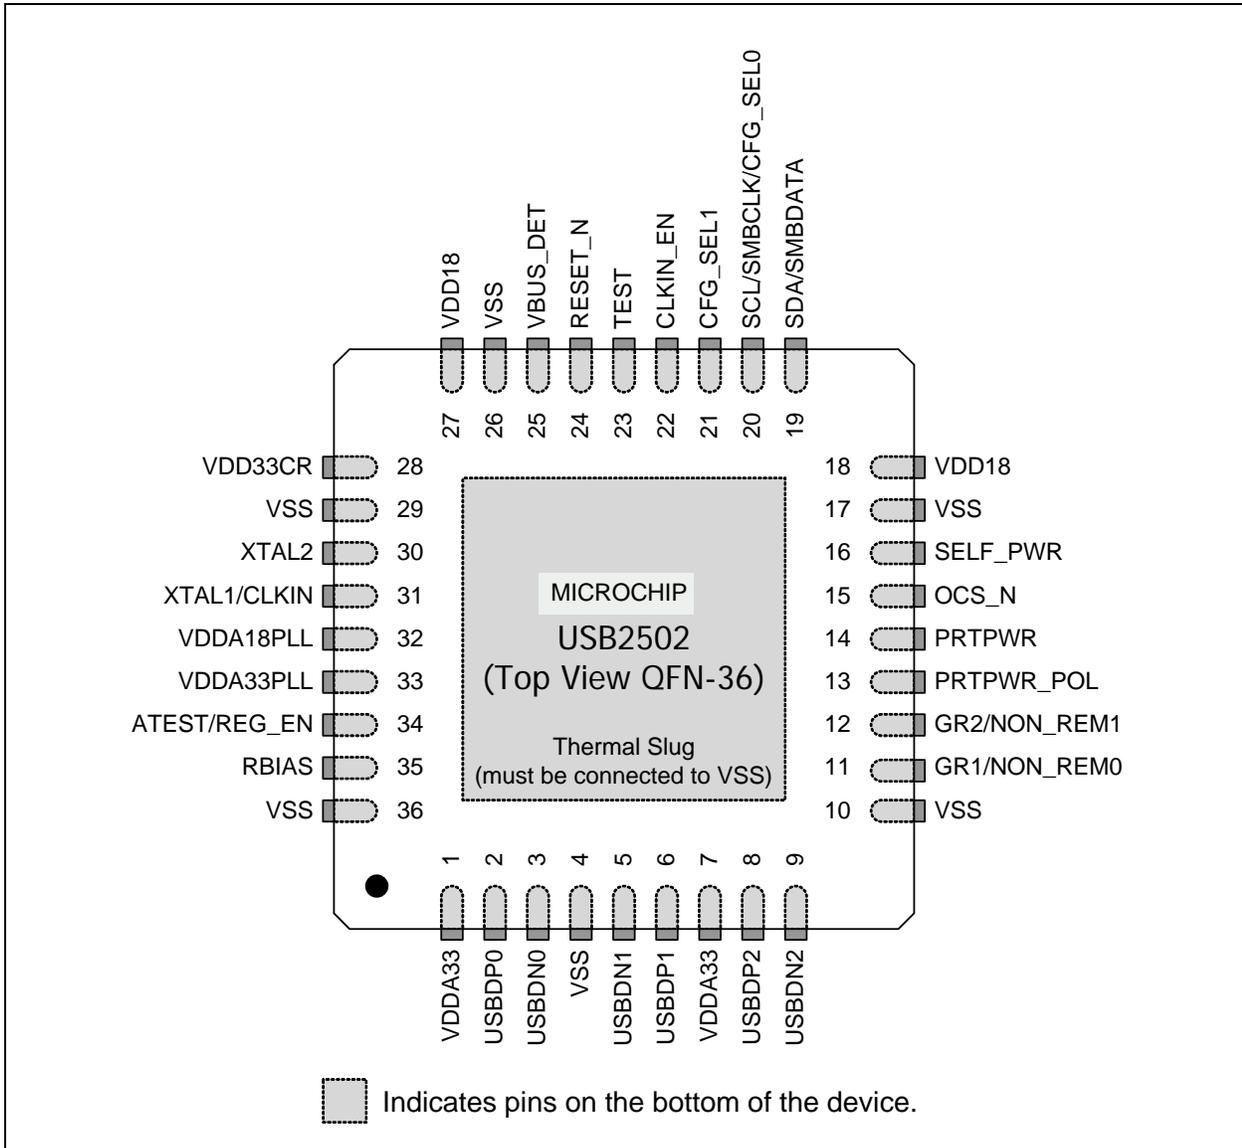 VDD18
VSS
VBUS_DET
RESET_N
TEST
CLKIN_EN
CFG_SEL1
SCL/SMBCLK/CFG_SEL0
SDA/SMBDATA
27
26
25
24
23
22
21
20
19
VDD33CR 28
VSS 29
XTAL2 30
XTAL1/CLKIN 31
VDDA18PLL 32
VDDA33PLL 33
ATEST/REG_EN 34
RBIAS 35
VSS 36
MICROCHIP
USB2502
(Top View QFN-36)
Thermal Slug
(must be connected to VSS)
18 VDD18
17 VSS
16 SELF_PWR
15 OCS_N
14 PRTPWR
13 PRTPWR_POL
12 GR2/NON_REM1
11 GR1/NON_REM0
10 VSS
1
2
3
4
5
6
7
8
9
VDDA33
USBDP0
USBDN0
VSS
USBDN1
USBDP1
VDDA33
USBDP2
USBDN2
Indicates pins on the bottom of the device.